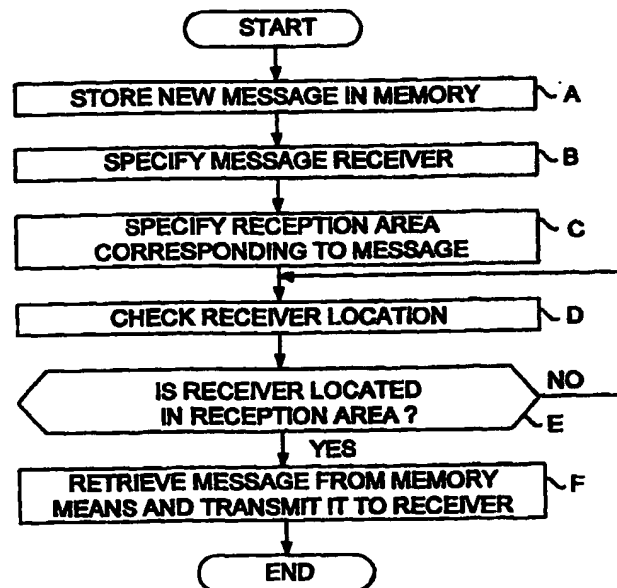 START
STORE NEW MESSAGE IN MEMORY
A
SPECIFY MESSAGE RECEIVER
B
SPECIFY RECEPTION AREA
CORRESPONDING TO MESSAGE
C
CHECK RECEIVER LOCATION
D
IS RECEIVER LOCATED
IN RECEPTION AREA ?
NO
E
YES
RETRIEVE MESSAGE FROM MEMORY
MEANS AND TRANSMIT IT TO RECEIVER
F
END